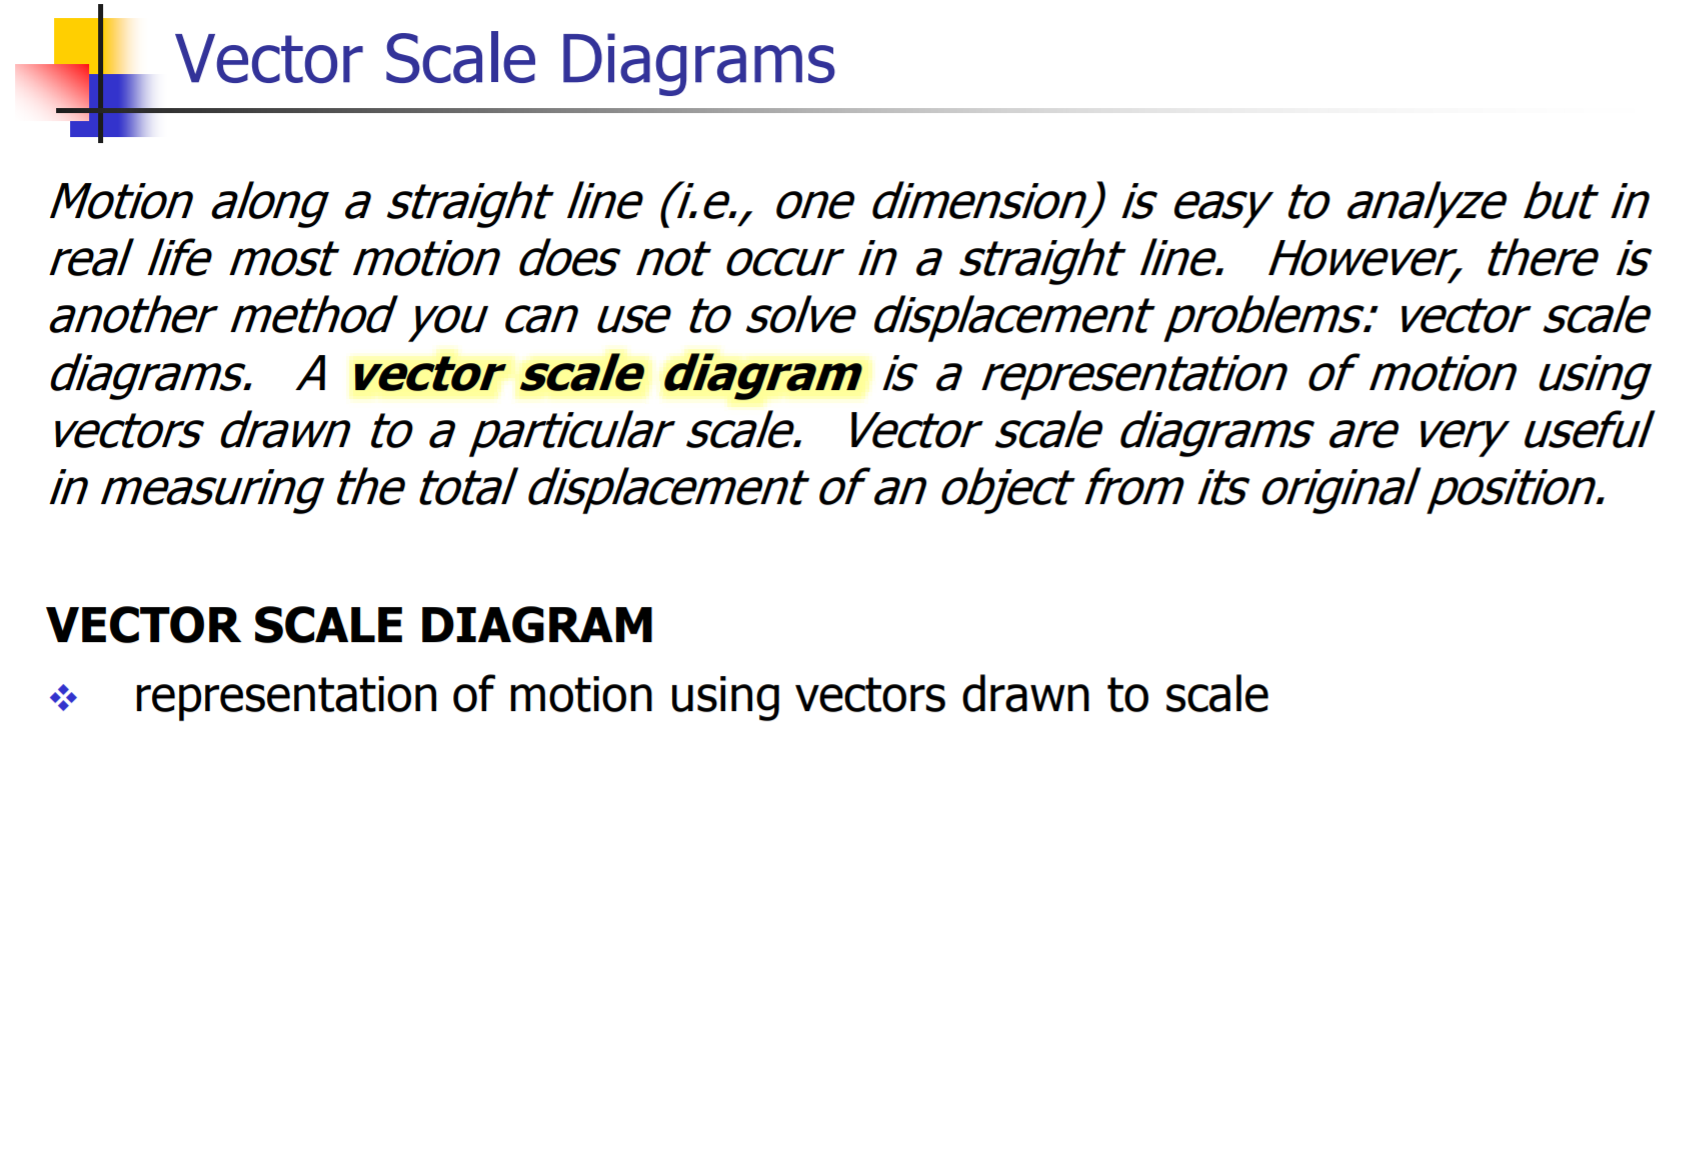 Vector Scale Diagrams
Motion along a straight line (i.e., one dimension) is easy to analyze but in
real life most motion does not occur in a straight line.  However, there is
another method you can use to solve displacement problems: vector scale
diagrams.  A vector scale diagram is a representation of motion using
vectors drawn to a particular scale.  Vector scale diagrams are very useful
in measuring the total displacement of an object from its original position.
VECTOR SCALE DIAGRAM
❖ representation of motion using vectors drawn to scale